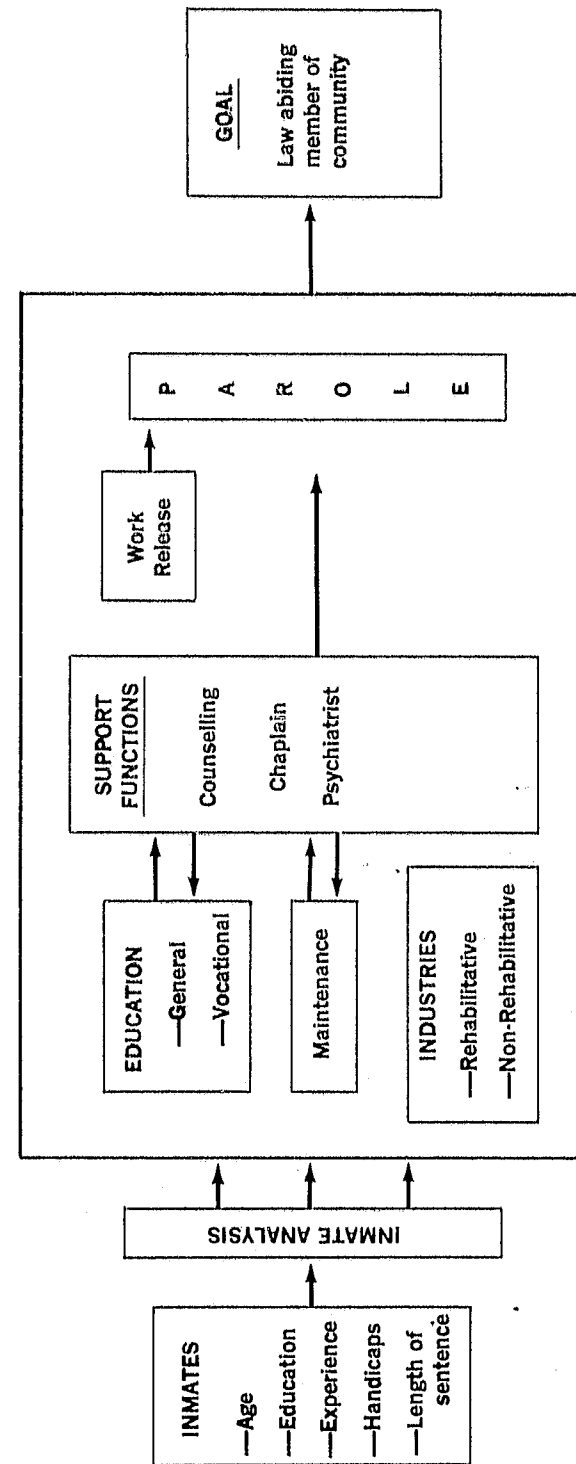 INMATES
—Age
—Education
—Experience
—Handicaps
—Length of
sentence
INMATE ANALYSIS
EDUCATION
—General
—Vocational
Maintenance
INDUSTRIES
—Rehabilitative
—Non-Rehabilitative
SUPPORT
FUNCTIONS
Counselling
Chaplain
Psychiatrist
Work
Release
P
A
R
O
L
E
GOAL
Law abiding
member of
community